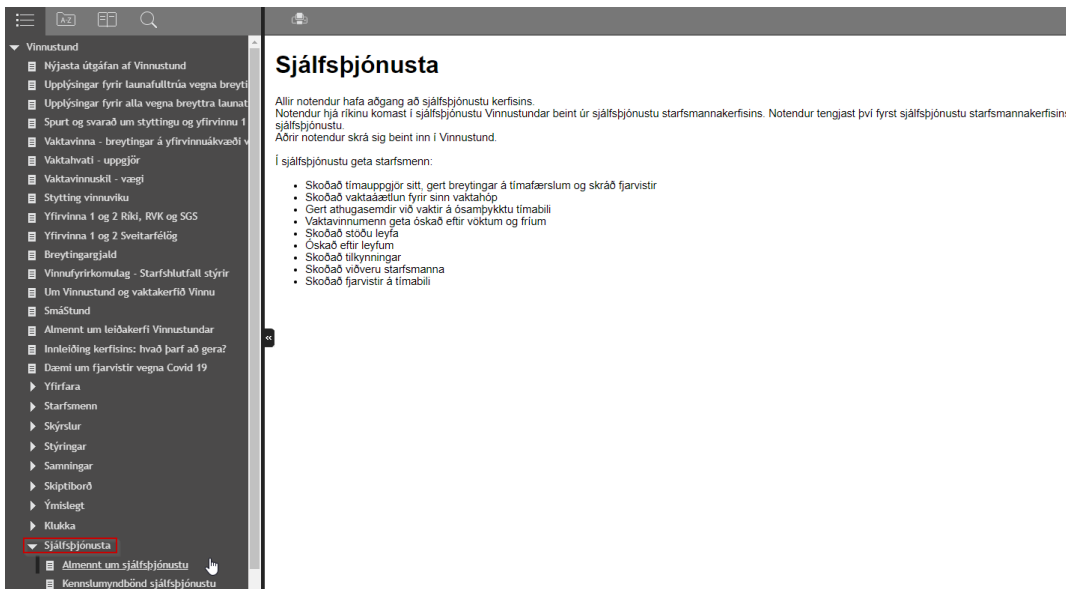 Vinnustund
Nýjasta útgáfan af Vinnustund
Upplýsingar fyrir launafulltrúa vegna breyti
Upplýsingar fyrir alla vegna breyttra launat
Spurt og svarað um styttingu og yfirvinnu 1
Vaktavinna - breytingar á yfirvinnuákvæði v
Vaktahvati - uppgjör
Vaktavinnuskil - vægi
Stytting vinnuviku
Yfirvinna 1 og 2 Ríki, RVK og SGS
Yfirvinna 1 og 2 Sveitarfélög
Breytingargjald
Vinnufyrirkomulag - Starfshlutfall stýrir
Um Vinnustund og vaktakerfið Vinnu
SmáStund
Almennt um leiðakerfi Vinnustundar
Innleiðing kerfisins: hvað þarf að gera?
Dæmi um fjarvistir vegna Covid 19
Yfirfara
Starfsmenn
Skýrslur
Stýringar
Samningar
Skiptiborð
Ýmislegt
Klukka
Sjálfsþjónusta
Almennt um sjálfsþjónustu
Kennslumyndbönd sjálfsþjónustu
Sjálfsþjónusta
Allir notendur hafa aðgang að sjálfsþjónustu kerfisins.
Notendur hjá ríkinu komast í sjálfsþjónustu Vinnustundar beint úr sjálfsþjónustu starfsmannakerfisins. Notendur tengjast því fyrst sjálfsþjónustu starfsmannakerfisins
sjálfsþjónustu.
Aðrir notendur skrá sig beint inn í Vinnustund.
Í sjálfsþjónustu geta starfsmenn:
Skoðað tímauppgjör sitt, gert breytingar á tímafærslum og skráð fjarvistir
Skoðað vaktaáætlun fyrir sinn vaktahóp
Gert athugasemdir við vaktir á ósamþykktu tímabili
Vaktavinnumenn geta óskað eftir vöktum og fríum
Skoðað stöðu leyfa
Óskað eftir leyfum
Skoðað tilkynningar
Skoðað viðveru starfsmanna
Skoðað fjarvistir á tímabili